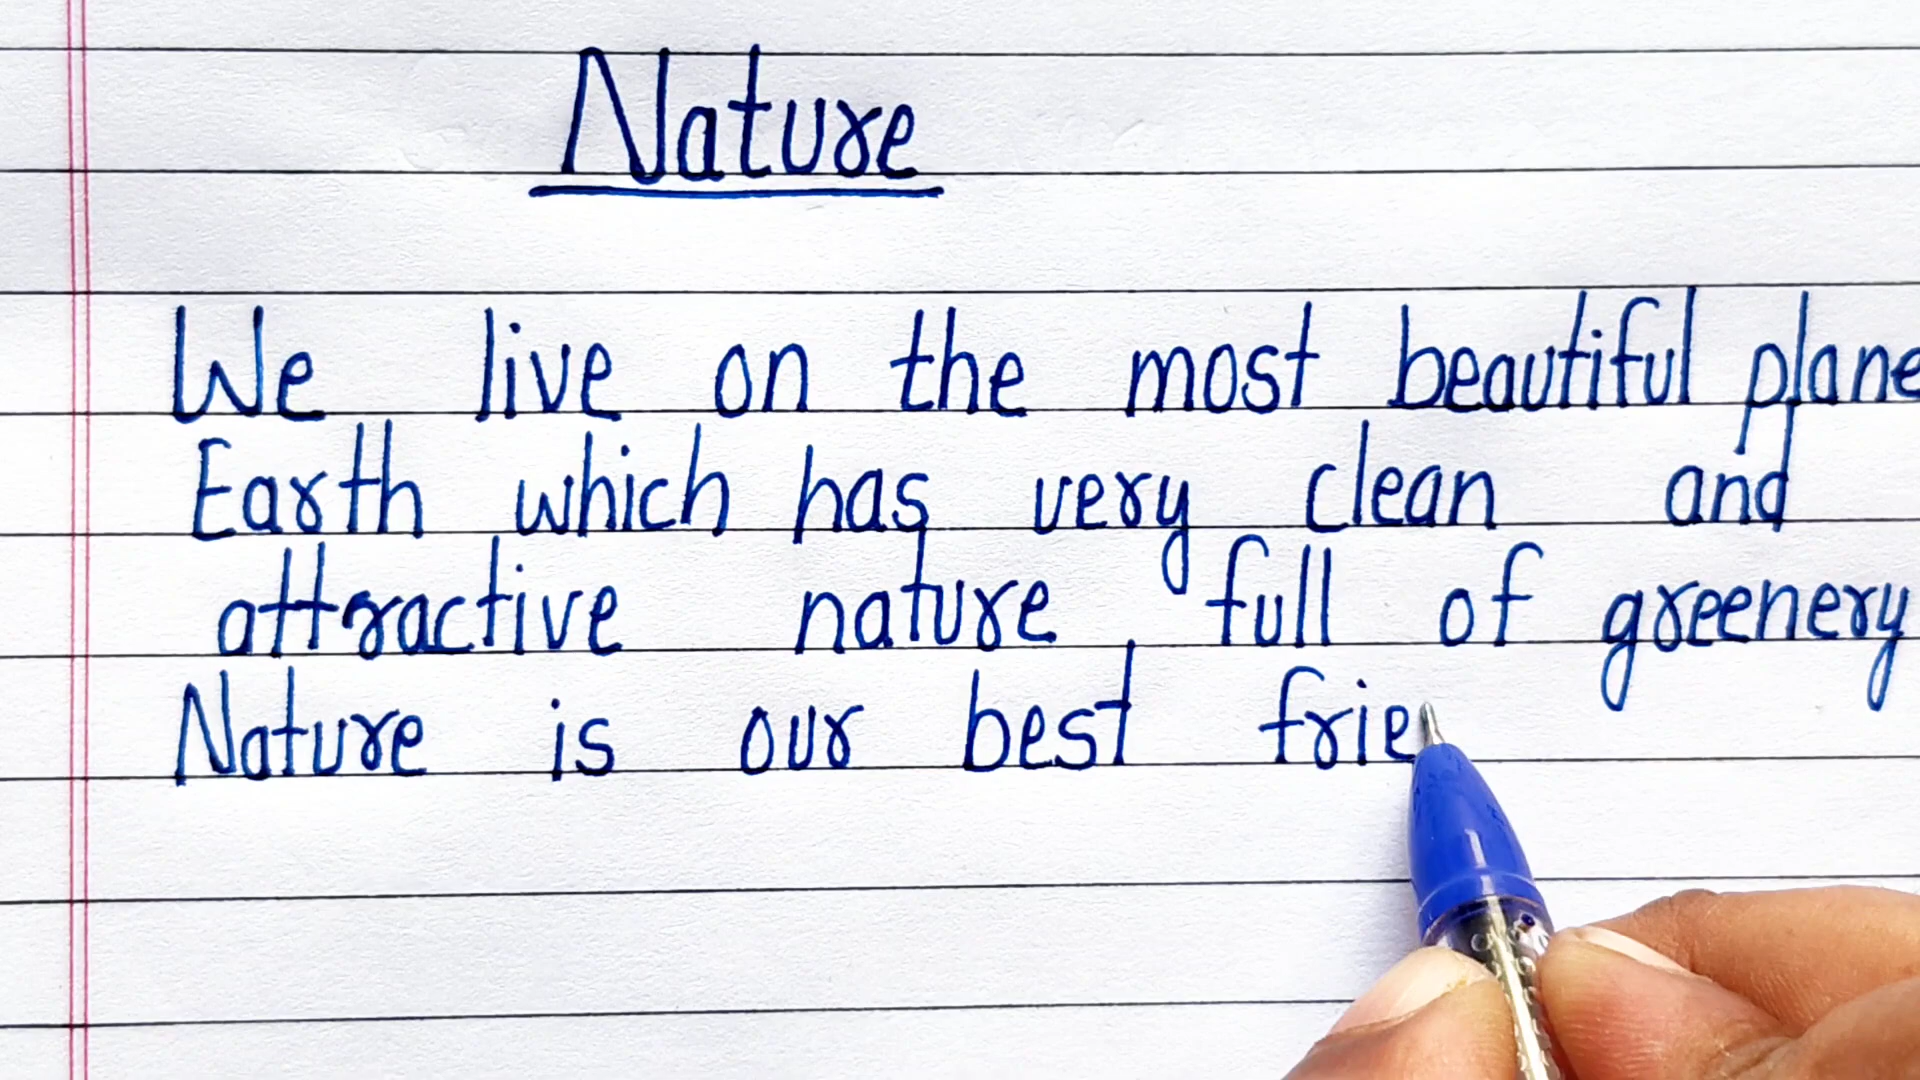 Nature
We live on the most beautiful plane
Earth which has very clean and
attractive nature, full of greenery
Nature is our best frie